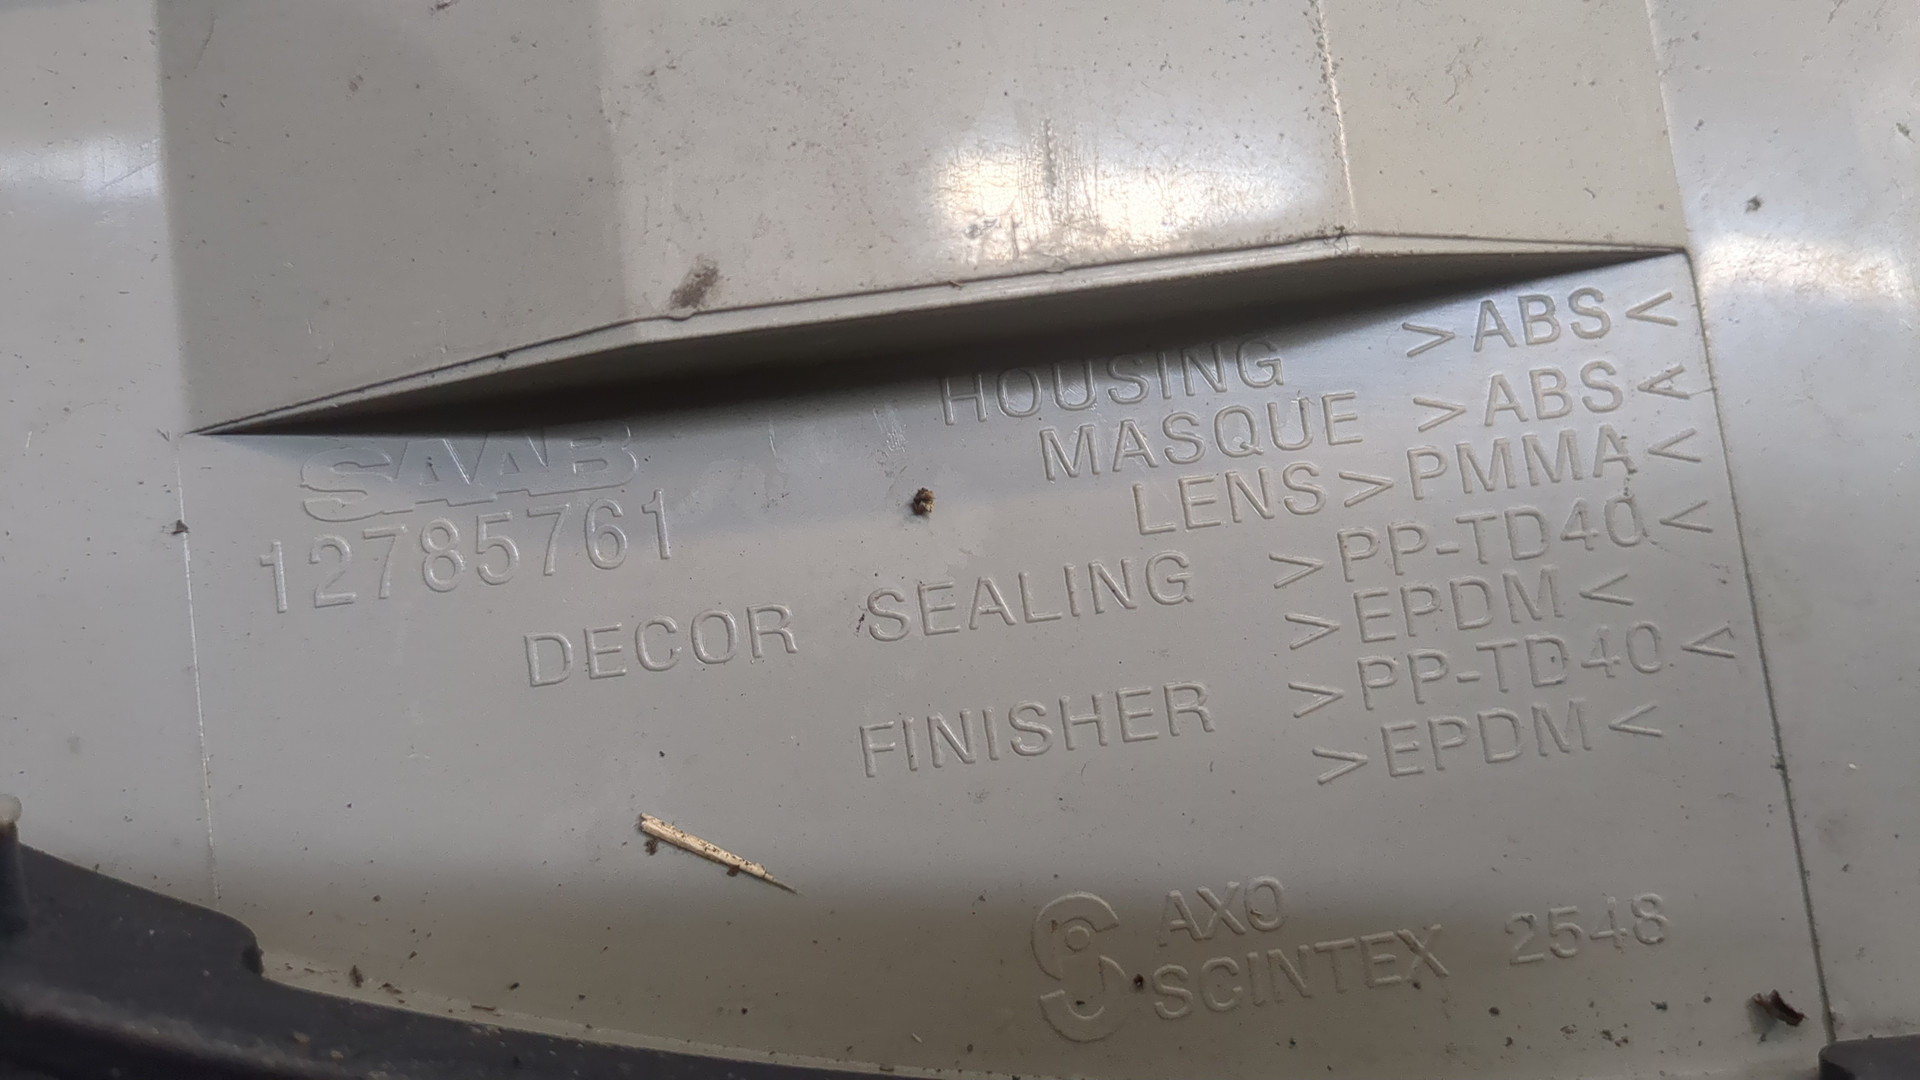 SAAB
12785761
HOUSING >ABS<
MASQUE >ABS<
LENS >PMMA<
DECOR SEALING >PP-TD40<
>EPDM<
FINISHER >PP-TD40<
>EPDM<
AXO
SCINTEX 2548